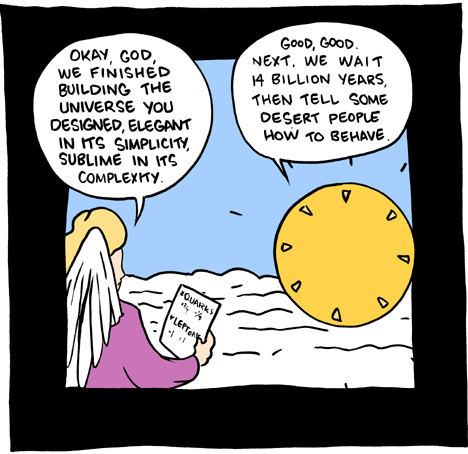 OKAY, GOD,
WE FINISHED
BUILDING THE
UNIVERSE YOU
DESIGNED, ELEGANT
IN ITS SIMPLICITY,
SUBLIME IN ITS
COMPLEXITY.
GOOD, GOOD.
NEXT, WE WAIT
14 BILLION YEARS,
THEN TELL SOME
DESERT PEOPLE
HOW TO BEHAVE.
QUARKS
LEPTONS